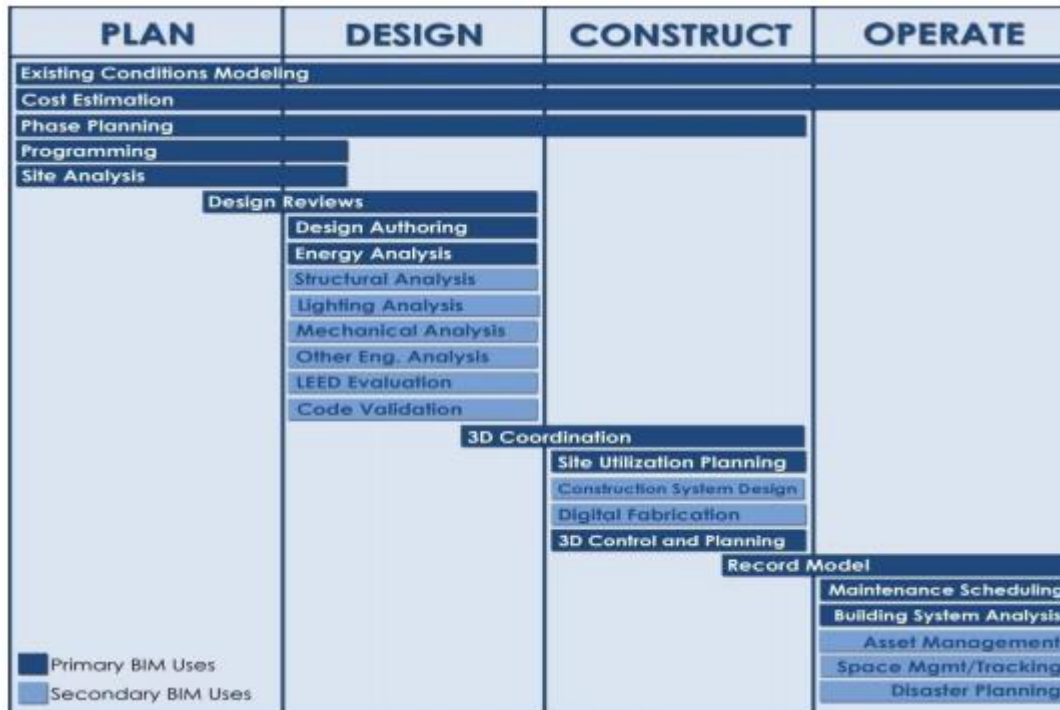 PLAN DESIGN CONSTRUCT OPERATE
Existing Conditions Modeling
Cost Estimation
Phase Planning
Programming
Site Analysis
Design Reviews
Design Authoring
Energy Analysis
Structural Analysis
Lighting Analysis
Mechanical Analysis
Other Eng. Analysis
LEED Evaluation
Code Validation
3D Coordination
Site Utilization Planning
Construction System Design
Digital Fabrication
3D Control and Planning
Record Model
Maintenance Scheduling
Building System Analysis
Asset Management
Space Mgmt/Tracking
Disaster Planning
Primary BIM Uses
Secondary BIM Uses